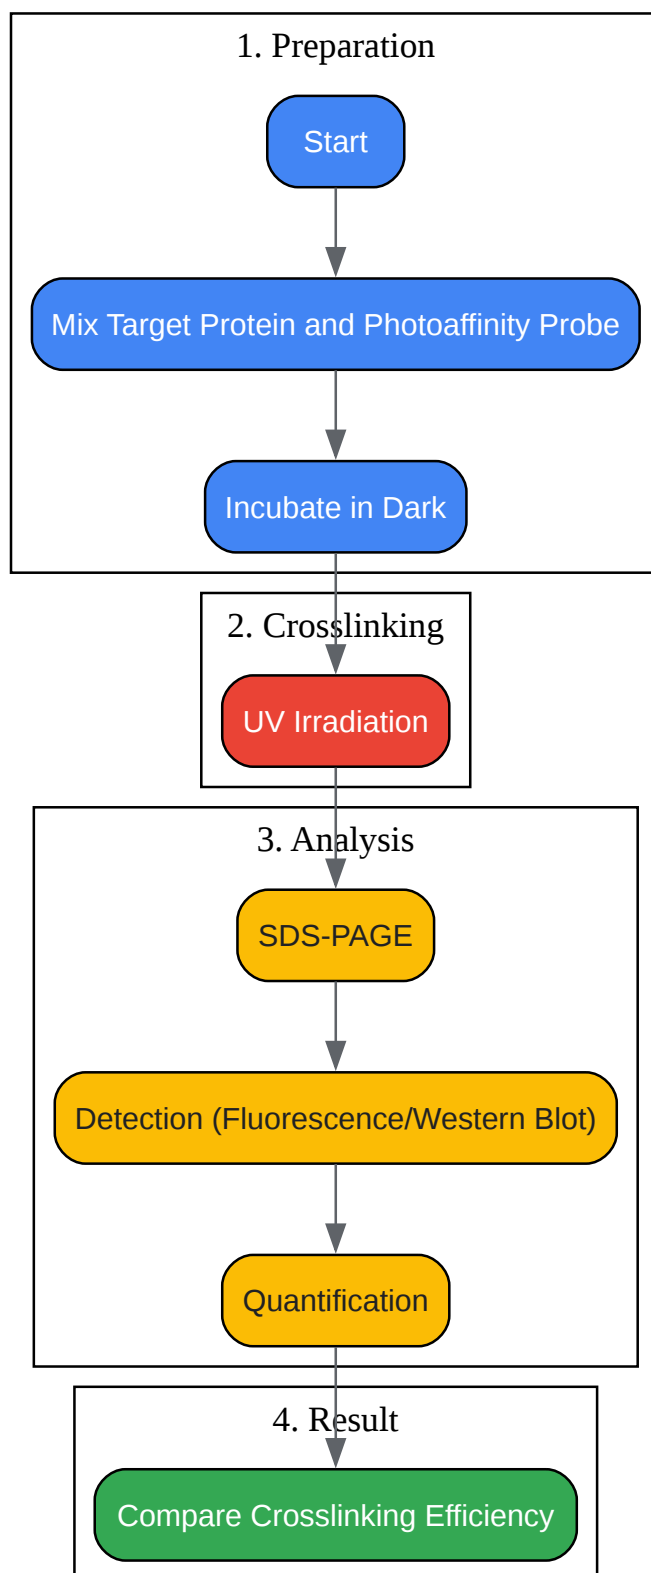 1. Preparation
Start
Mix Target Protein and Photoaffinity Probe
Incubate in Dark
2. Crosslinking
UV Irradiation
3. Analysis
SDS-PAGE
Detection (Fluorescence/Western Blot)
Quantification
4. Result
Compare Crosslinking Efficiency